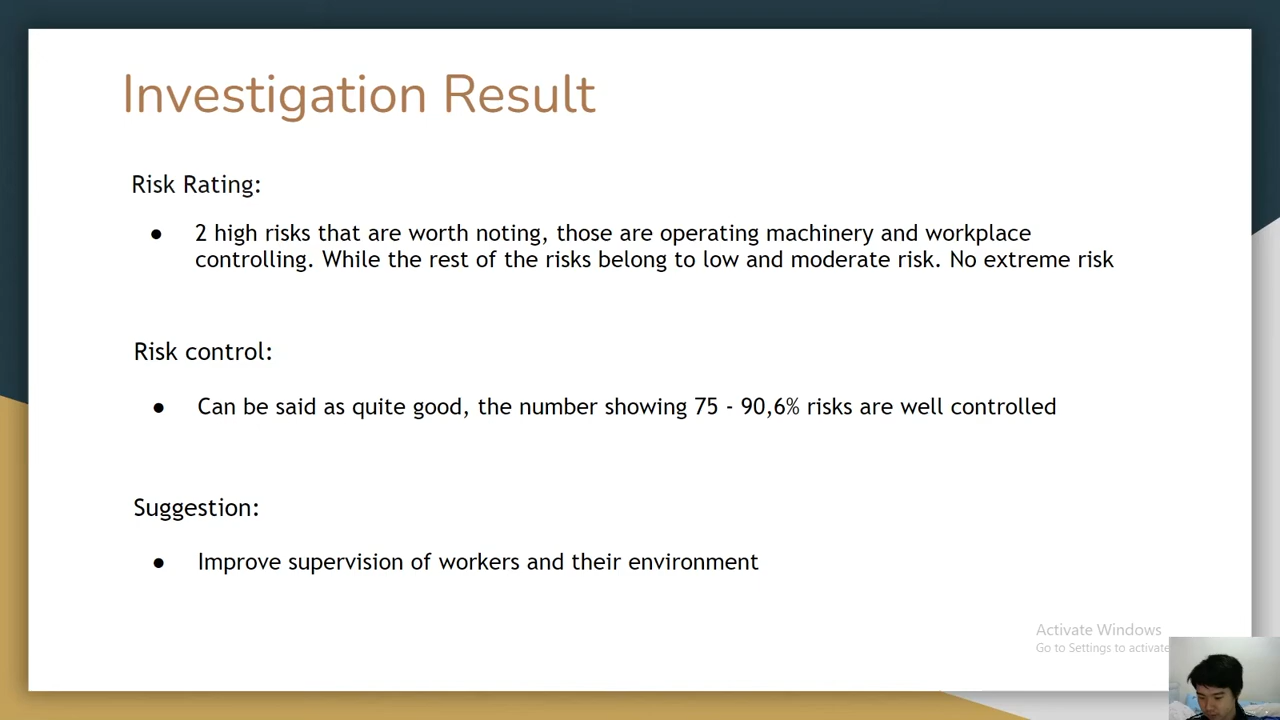 Investigation Result
Risk Rating:
● 2 high risks that are worth noting, those are operating machinery and workplace
controlling. While the rest of the risks belong to low and moderate risk. No extreme risk
Risk control:
● Can be said as quite good, the number showing 75 - 90,6% risks are well controlled
Suggestion:
● Improve supervision of workers and their environment
Activate Windows
Go to Settings to activate